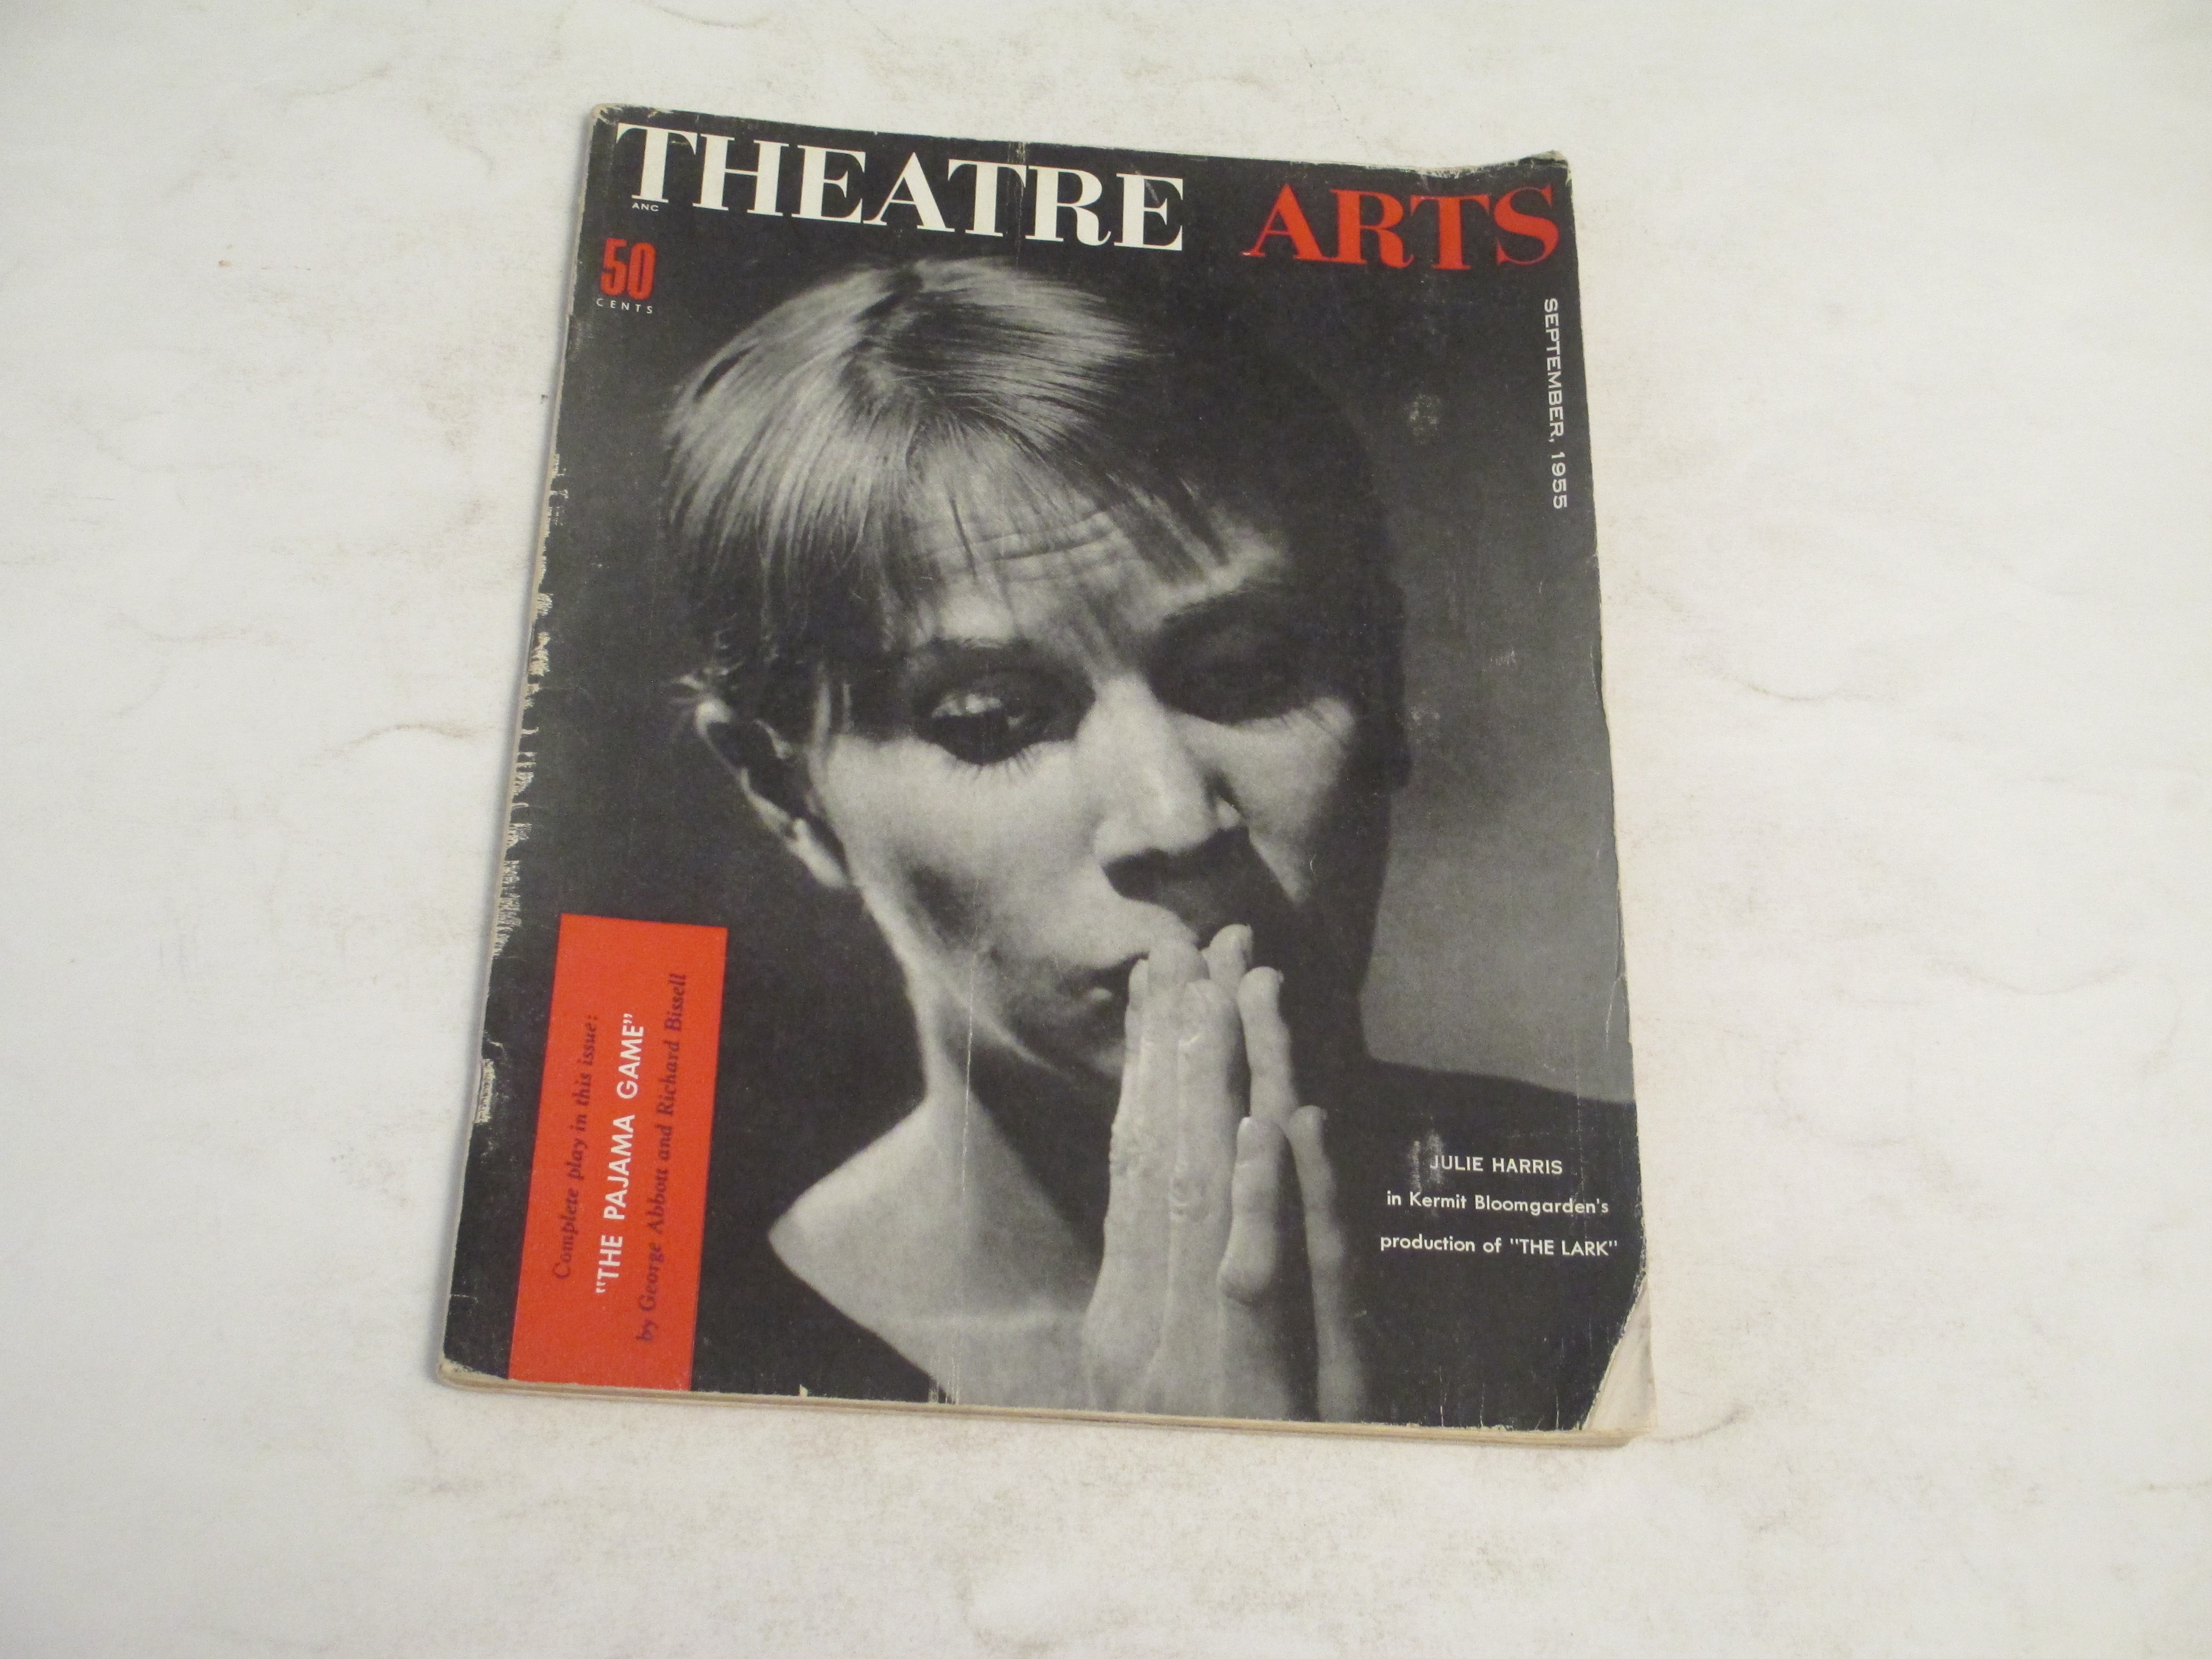 THEATRE ARTS
ANC
50
CENTS
SEPTEMBER, 1955
Complete play in this issue:
"THE PAJAMA GAME"
by George Abbott and Richard Bissell
JULIE HARRIS
in Kermit Bloomgarden's
production of "THE LARK"